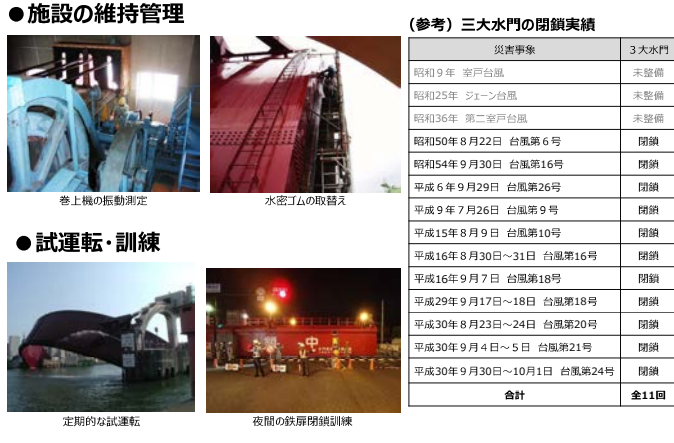 ●施設の維持管理
巻上機の振動測定
水密ゴムの取替え
●試運転・訓練
定期的な試運転
夜間の鉄扉閉鎖訓練
（参考）三大水門の閉鎖実績
災害事象 ３大水門
昭和９年 室戸台風 未整備
昭和25年 ジェーン台風 未整備
昭和36年 第二室戸台風 未整備
昭和50年８月22日 台風第６号 閉鎖
昭和54年９月30日 台風第16号 閉鎖
平成６年９月29日 台風第26号 閉鎖
平成９年７月26日 台風第９号 閉鎖
平成15年８月９日 台風第10号 閉鎖
平成16年８月30日～31日 台風第16号 閉鎖
平成16年９月７日 台風第18号 閉鎖
平成29年９月17日～18日 台風第18号 閉鎖
平成30年８月23日～24日 台風第20号 閉鎖
平成30年９月４日～５日 台風第21号 閉鎖
平成30年９月30日～10月1日 台風第24号 閉鎖
合計 全11回